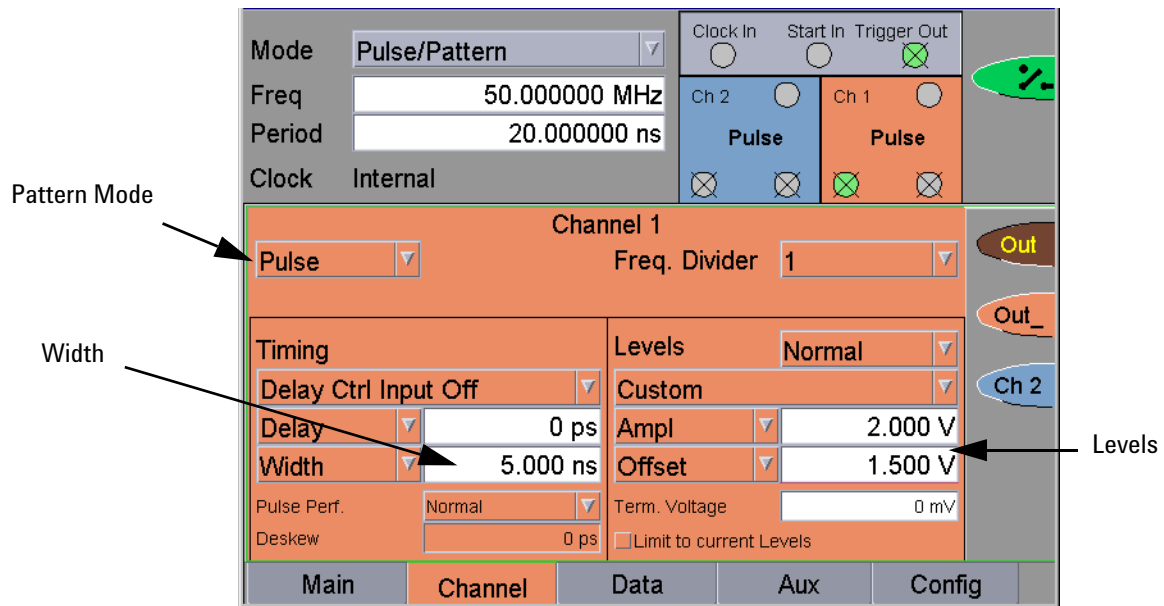 Mode Pulse/Pattern
Freq 50.000000 MHz
Period 20.000000 ns
Clock Internal
Clock In Start In Trigger Out
Ch 2 Ch 1
Pulse Pulse
Pattern Mode
Channel 1
Pulse Freq. Divider 1
Out
Out_
Ch 2
Width
Timing
Delay Ctrl Input Off
Delay 0 ps
Width 5.000 ns
Pulse Perf. Normal
Deskew 0 ps
Levels Normal
Custom
Ampl 2.000 V
Offset 1.500 V
Term. Voltage 0 mV
Limit to current Levels
Levels
Main Channel Data Aux Config